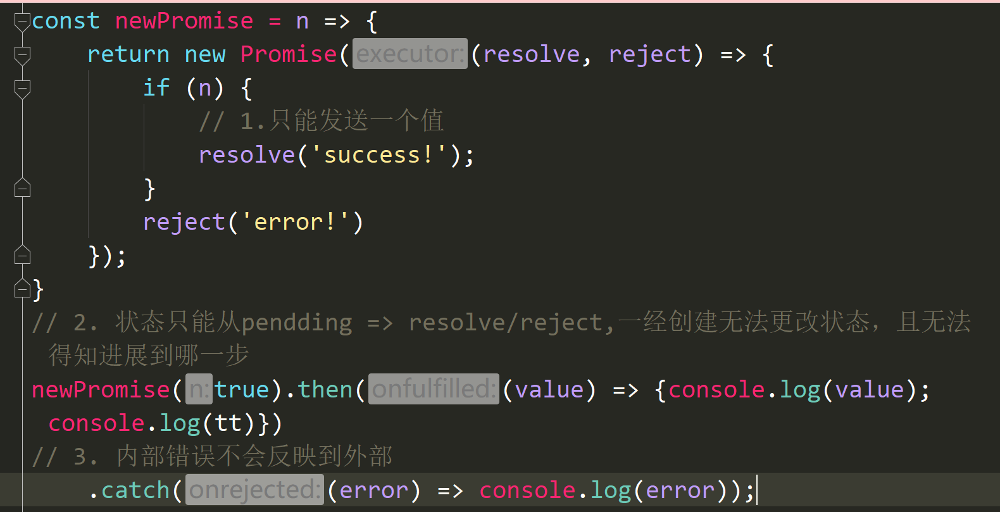 const newPromise = n => {
return new Promise(executor:(resolve, reject) => {
if (n) {
// 1.只能发送一个值
resolve('success!');
}
reject('error!')
});
}
// 2. 状态只能从pendding => resolve/reject,一经创建无法更改状态，且无法
得知进展到哪一步
newPromise(n:true).then(onfulfilled:(value) => {console.log(value);
console.log(tt)})
// 3. 内部错误不会反映到外部
.catch(onrejected:(error) => console.log(error));